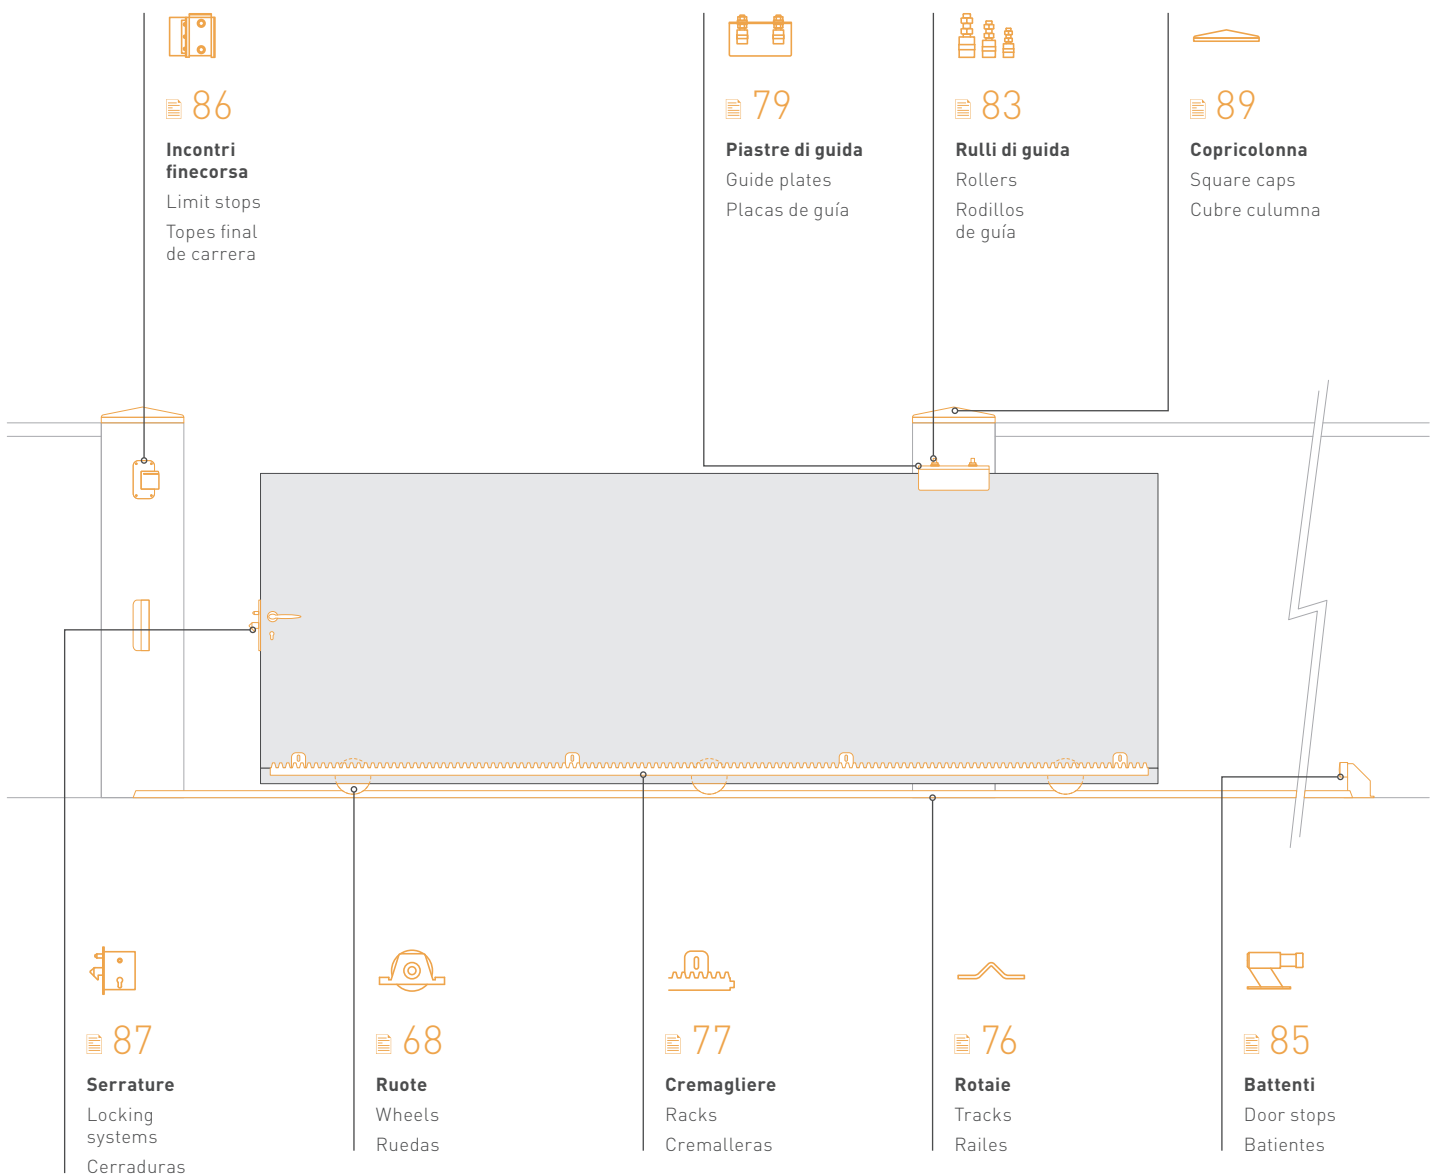 86
Incontri
finecorsa
Limit stops
Topes final
de carrera
79
Piastre di guida
Guide plates
Placas de guía
83
Rulli di guida
Rollers
Rodillos
de guía
89
Copricolonna
Square caps
Cubre culumna
87
Serrature
Locking
systems
Cerraduras
68
Ruote
Wheels
Ruedas
77
Cremagliere
Racks
Cremalleras
76
Rotaie
Tracks
Railes
85
Battenti
Door stops
Batientes